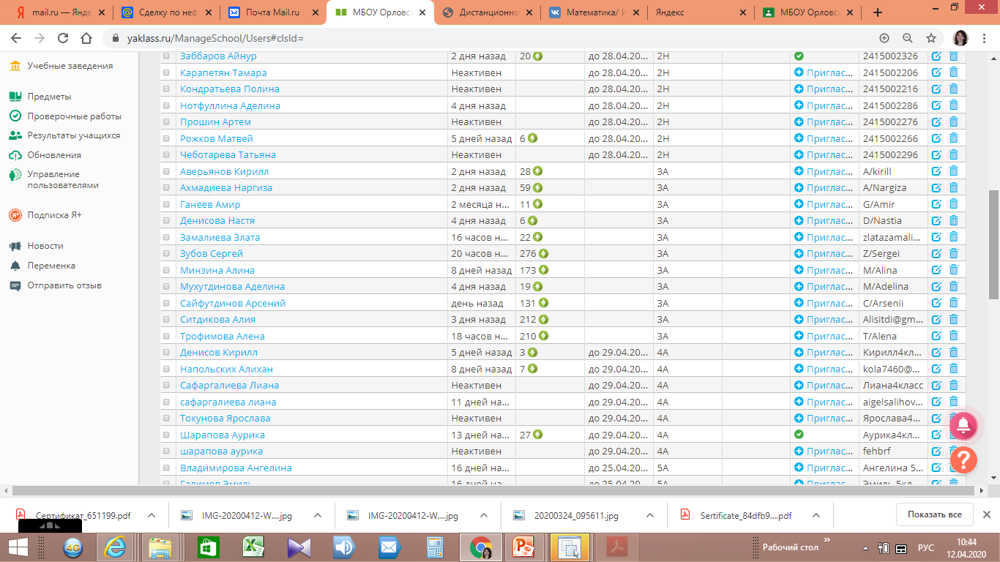 mail.ru — Янде
Сделку по неф
Почта Mail.ru
МБОУ Орловс
Дистанционно
Математика/ И
Яндекс
МБОУ Орловс
yaklass.ru/ManageSchool/Users#clsId=
Учебные заведения
Предметы
Проверочные работы
Результаты учащихся
Обновления
Управление
пользователями
Подписка Я+
Новости
Переменка
Отправить отзыв
Заббаров Айнур 2 дня назад 20 до 28.04.20... 2Н 2415002326
Карапетян Тамара Неактивен до 28.04.20... 2Н Приглас... 2415002206
Кондратьева Полина Неактивен до 28.04.20... 2Н Приглас... 2415002216
Нотфуллина Аделина 4 дня назад до 28.04.20... 2Н Приглас... 2415002286
Прошин Артем Неактивен до 28.04.20... 2Н Приглас... 2415002276
Рожков Матвей 5 дней назад 6 до 28.04.20... 2Н Приглас... 2415002266
Чеботарева Татьяна Неактивен до 28.04.20... 2Н Приглас... 2415002296
Аверьянов Кирилл 2 дня назад 28 3А Приглас... A/kirill
Ахмадиева Наргиза 2 дня назад 59 3А Приглас... A/Nargiza
Ганеев Амир 2 месяца н... 11 3А Приглас... G/Amir
Денисова Настя 4 дня назад 6 3А Приглас... D/Nastia
Замалиева Злата 16 часов н... 22 3А Приглас... zlatazamali...
Зубов Сергей 20 часов н... 276 3А Приглас... Z/Sergei
Минзина Алина 8 дней назад 173 3А Приглас... M/Alina
Мухутдинова Аделина 4 дня назад 19 3А Приглас... M/Adelina
Сайфутдинов Арсений день назад 131 3А Приглас... C/Arsenii
Ситдикова Алия 3 дня назад 212 3А Приглас... Alisitdi@gm...
Трофимова Алена 18 часов н... 210 3А Приглас... T/Alena
Денисов Кирилл 5 дней назад 3 до 29.04.20... 4А Приглас... Кирилл4кл...
Напольских Алихан 8 дней назад 7 до 29.04.20... 4А Приглас... kola7460@...
Сафаргалиева Лиана Неактивен до 29.04.20... 4А Приглас... Лиана4класс
сафаргалиева лиана 11 дней на... до 29.04.20... 4А Приглас... aigelsalihov...
Токунова Ярослава Неактивен до 29.04.20... 4А Приглас... Ярослава4...
Шарапова Аурика 13 дней на... 27 до 29.04.20... 4А Аурика4кл...
шарапова аурика Неактивен до 29.04.20... 4А Приглас... fehbrf
Владимирова Ангелина 16 дней на... до 25.04.20... 5А Приглас... Ангелина 5...
Галимов Эмиль 16 дней на... до 25.04.20... 5А Приглас... Эмиль 5кл...
?
Сертификат_651199.pdf
IMG-20200412-W....jpg
IMG-20200412-W....jpg
20200324_095611.jpg
Sertificate_84dfb9....pdf
Показать все
4G
Рабочий стол
»
РУС
10:44
12.04.2020